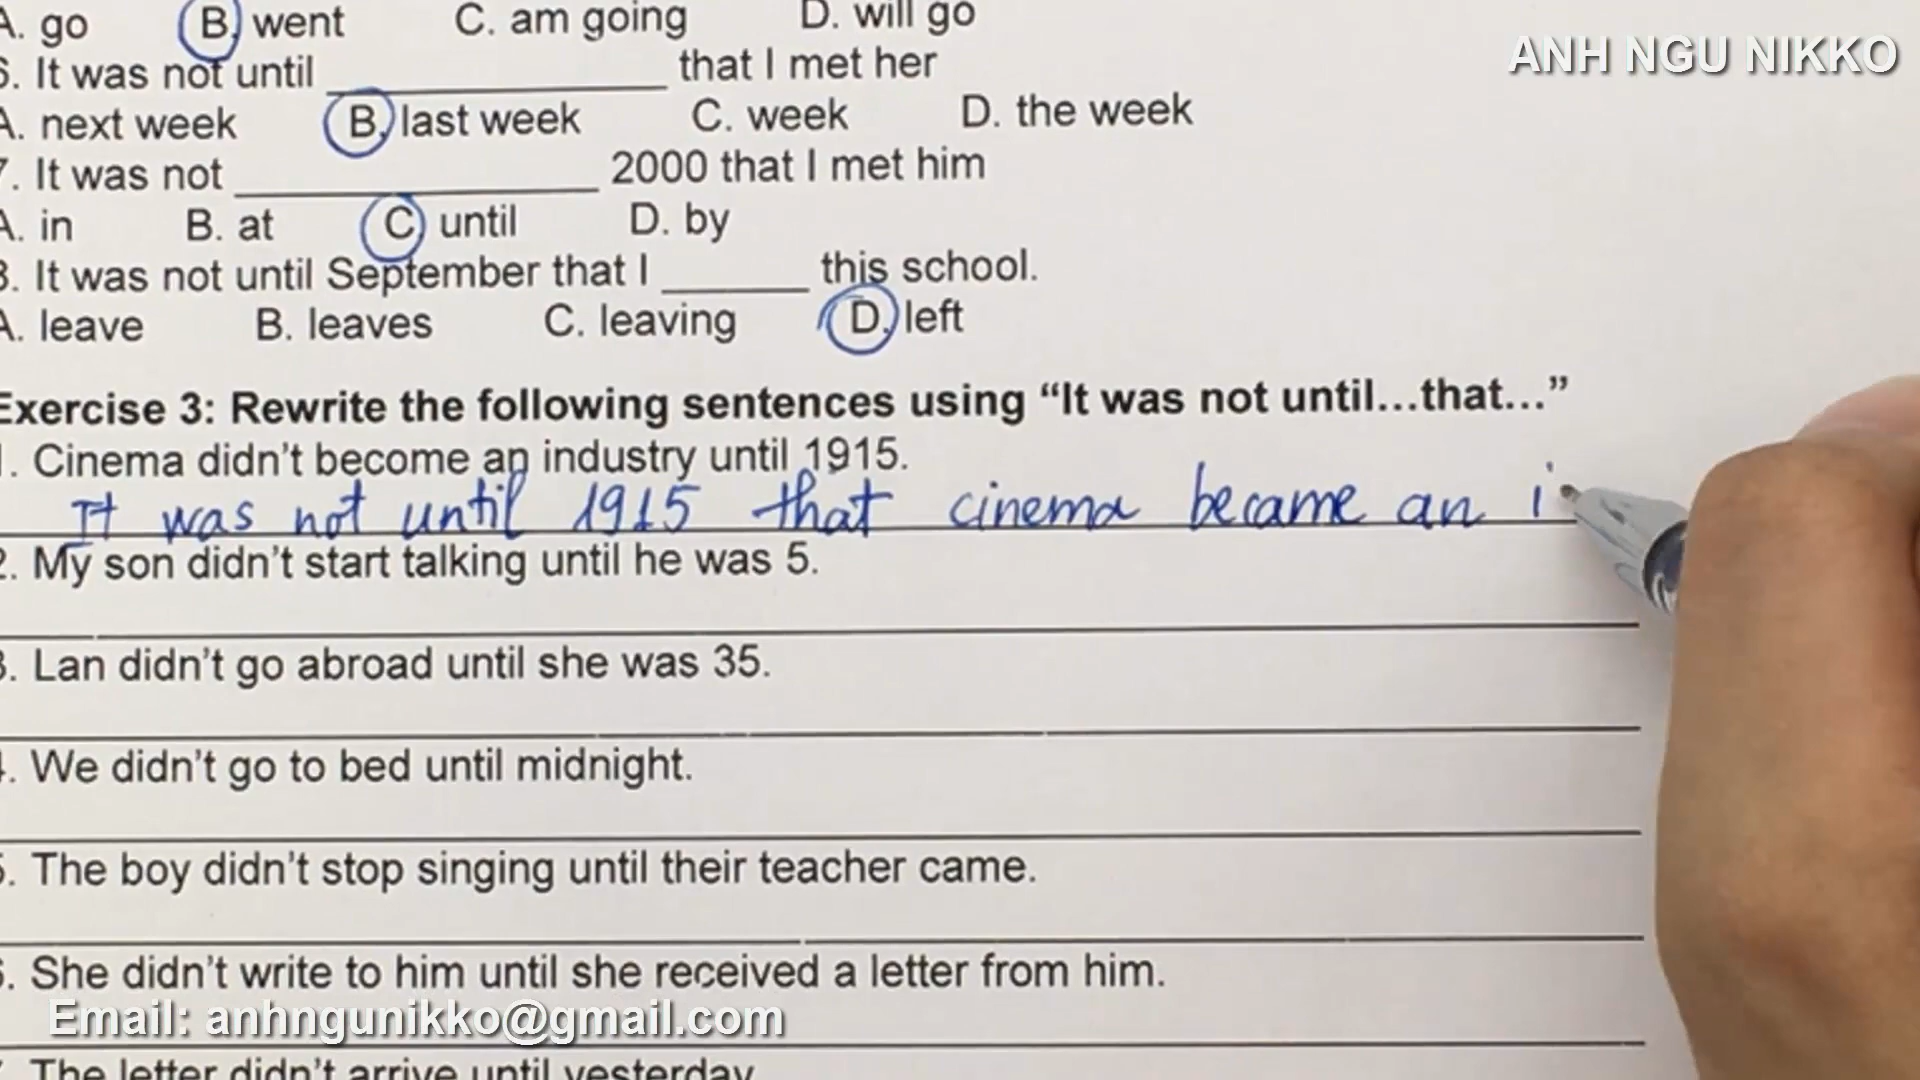 A. go B. went C. am going D. will go
ANH NGU NIKKO
6. It was not until ______________ that I met her
A. next week B. last week C. week D. the week
7. It was not _______________ 2000 that I met him
A. in B. at C. until D. by
8. It was not until September that I ______ this school.
A. leave B. leaves C. leaving D. left
Exercise 3: Rewrite the following sentences using “It was not until...that...”
1. Cinema didn’t become an industry until 1915.
It was not until 1915 that cinema became an i
2. My son didn’t start talking until he was 5.
3. Lan didn’t go abroad until she was 35.
4. We didn’t go to bed until midnight.
5. The boy didn’t stop singing until their teacher came.
6. She didn’t write to him until she received a letter from him.
Email: anhngunikko@gmail.com
The letter didn’t arrive until yesterday